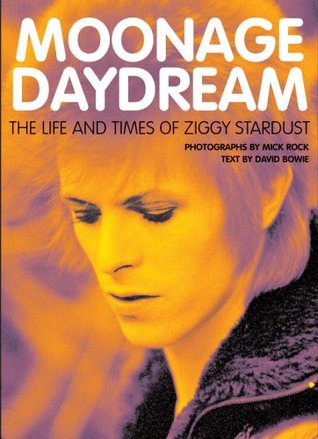 MOONAGE
DAYDREAM
THE LIFE AND TIMES OF ZIGGY STARDUST
PHOTOGRAPHS BY MICK ROCK
TEXT BY DAVID BOWIE